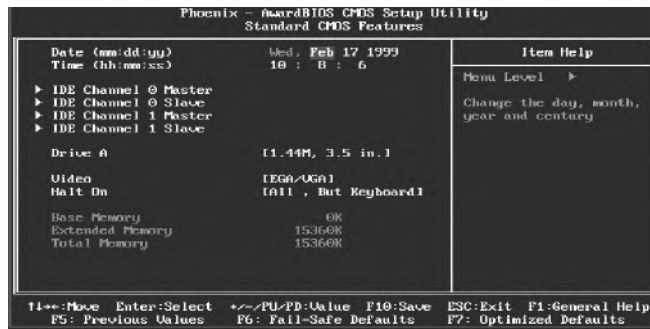 Phoenix - AwardBIOS CMOS Setup Utility
Standard CMOS Features
Date (mm:dd:yy) Wed, Feb 17 1999
Time (hh:mm:ss) 10 : 8 : 6
▶ IDE Channel 0 Master
▶ IDE Channel 0 Slave
▶ IDE Channel 1 Master
▶ IDE Channel 1 Slave
Drive A [1.44M, 3.5 in.]
Video [EGA/VGA]
Halt On [All , But Keyboard]
Base Memory 0K
Extended Memory 15360K
Total Memory 15360K
Item Help
Menu Level ▶
Change the day, month,
year and century
↑↓→←:Move Enter:Select +/-/PU/PD:Value F10:Save ESC:Exit F1:General Help
F5: Previous Values F6: Fail-Safe Defaults F7: Optimized Defaults